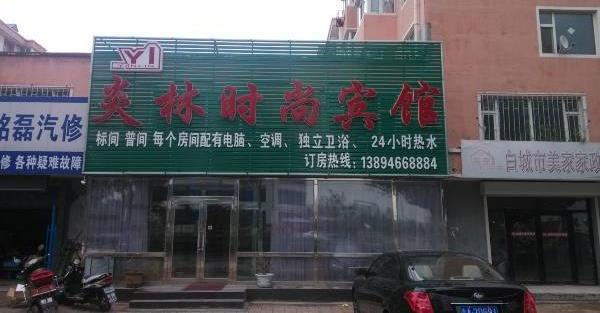 YI
炎林时尚宾馆
标间 普间 每个房间配有电脑、空调、独立卫浴、24小时热水
订房热线：13894668884
铭磊汽修
修 各种疑难故障
白城市美家家政